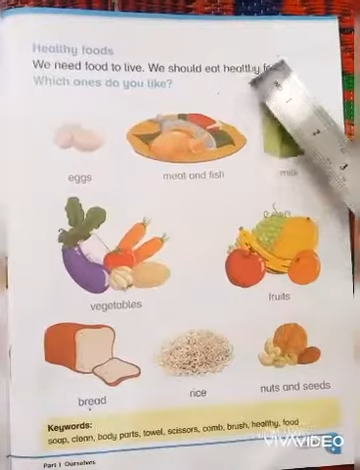 Healthy foods
We need food to live. We should eat healthy
Which ones do you like?
eggs
meat and fish
milk
vegetables
fruits
bread
rice
nuts and seeds
Keywords:
soap, clean, body parts, towel, scissors, comb, brush, healthy, food
Part 1 Ourselves
VIVAVIDEO